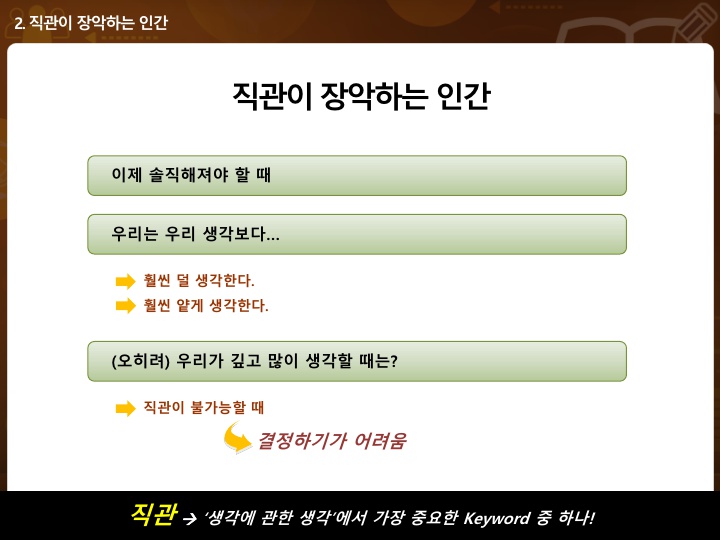 2. 직관이 장악하는 인간
직관이 장악하는 인간
이제 솔직해져야 할 때
우리는 우리 생각보다...
훨씬 덜 생각한다.
훨씬 얕게 생각한다.
(오히려) 우리가 깊고 많이 생각할 때는?
직관이 불가능할 때
결정하기가 어려움
직관 → ‘생각에 관한 생각’에서 가장 중요한 Keyword 중 하나!